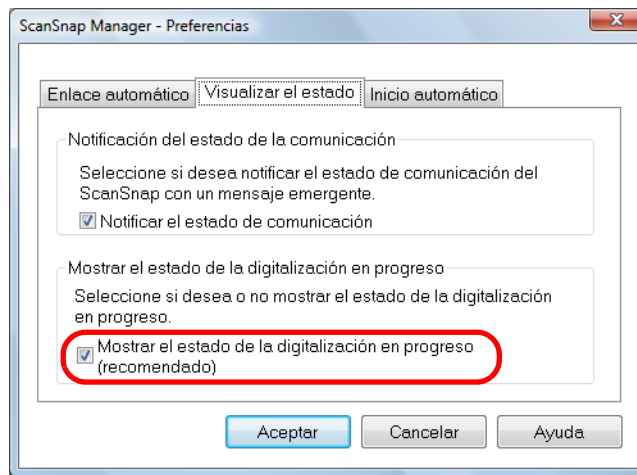 ScanSnap Manager - Preferencias
Enlace automático Visualizar el estado Inicio automático
Notificación del estado de la comunicación
Seleccione si desea notificar el estado de comunicación del
ScanSnap con un mensaje emergente.
Notificar el estado de comunicación
Mostrar el estado de la digitalización en progreso
Seleccione si desea o no mostrar el estado de la digitalización
en progreso.
Mostrar el estado de la digitalización en progreso
(recomendado)
Aceptar Cancelar Ayuda